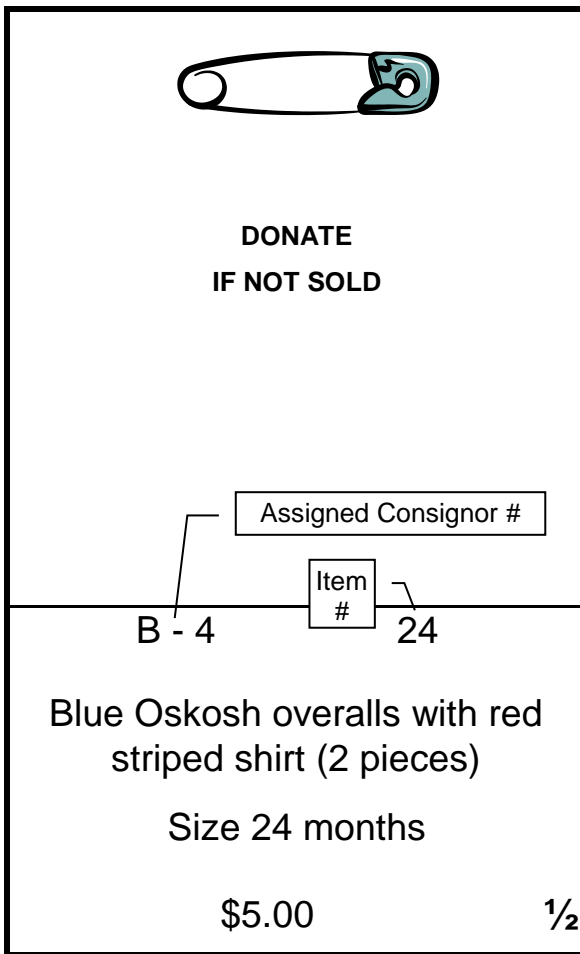 DONATE
IF NOT SOLD
Assigned Consignor #
Item
#
B - 4 24
Blue Oskosh overalls with red
striped shirt (2 pieces)
Size 24 months
$5.00 ½